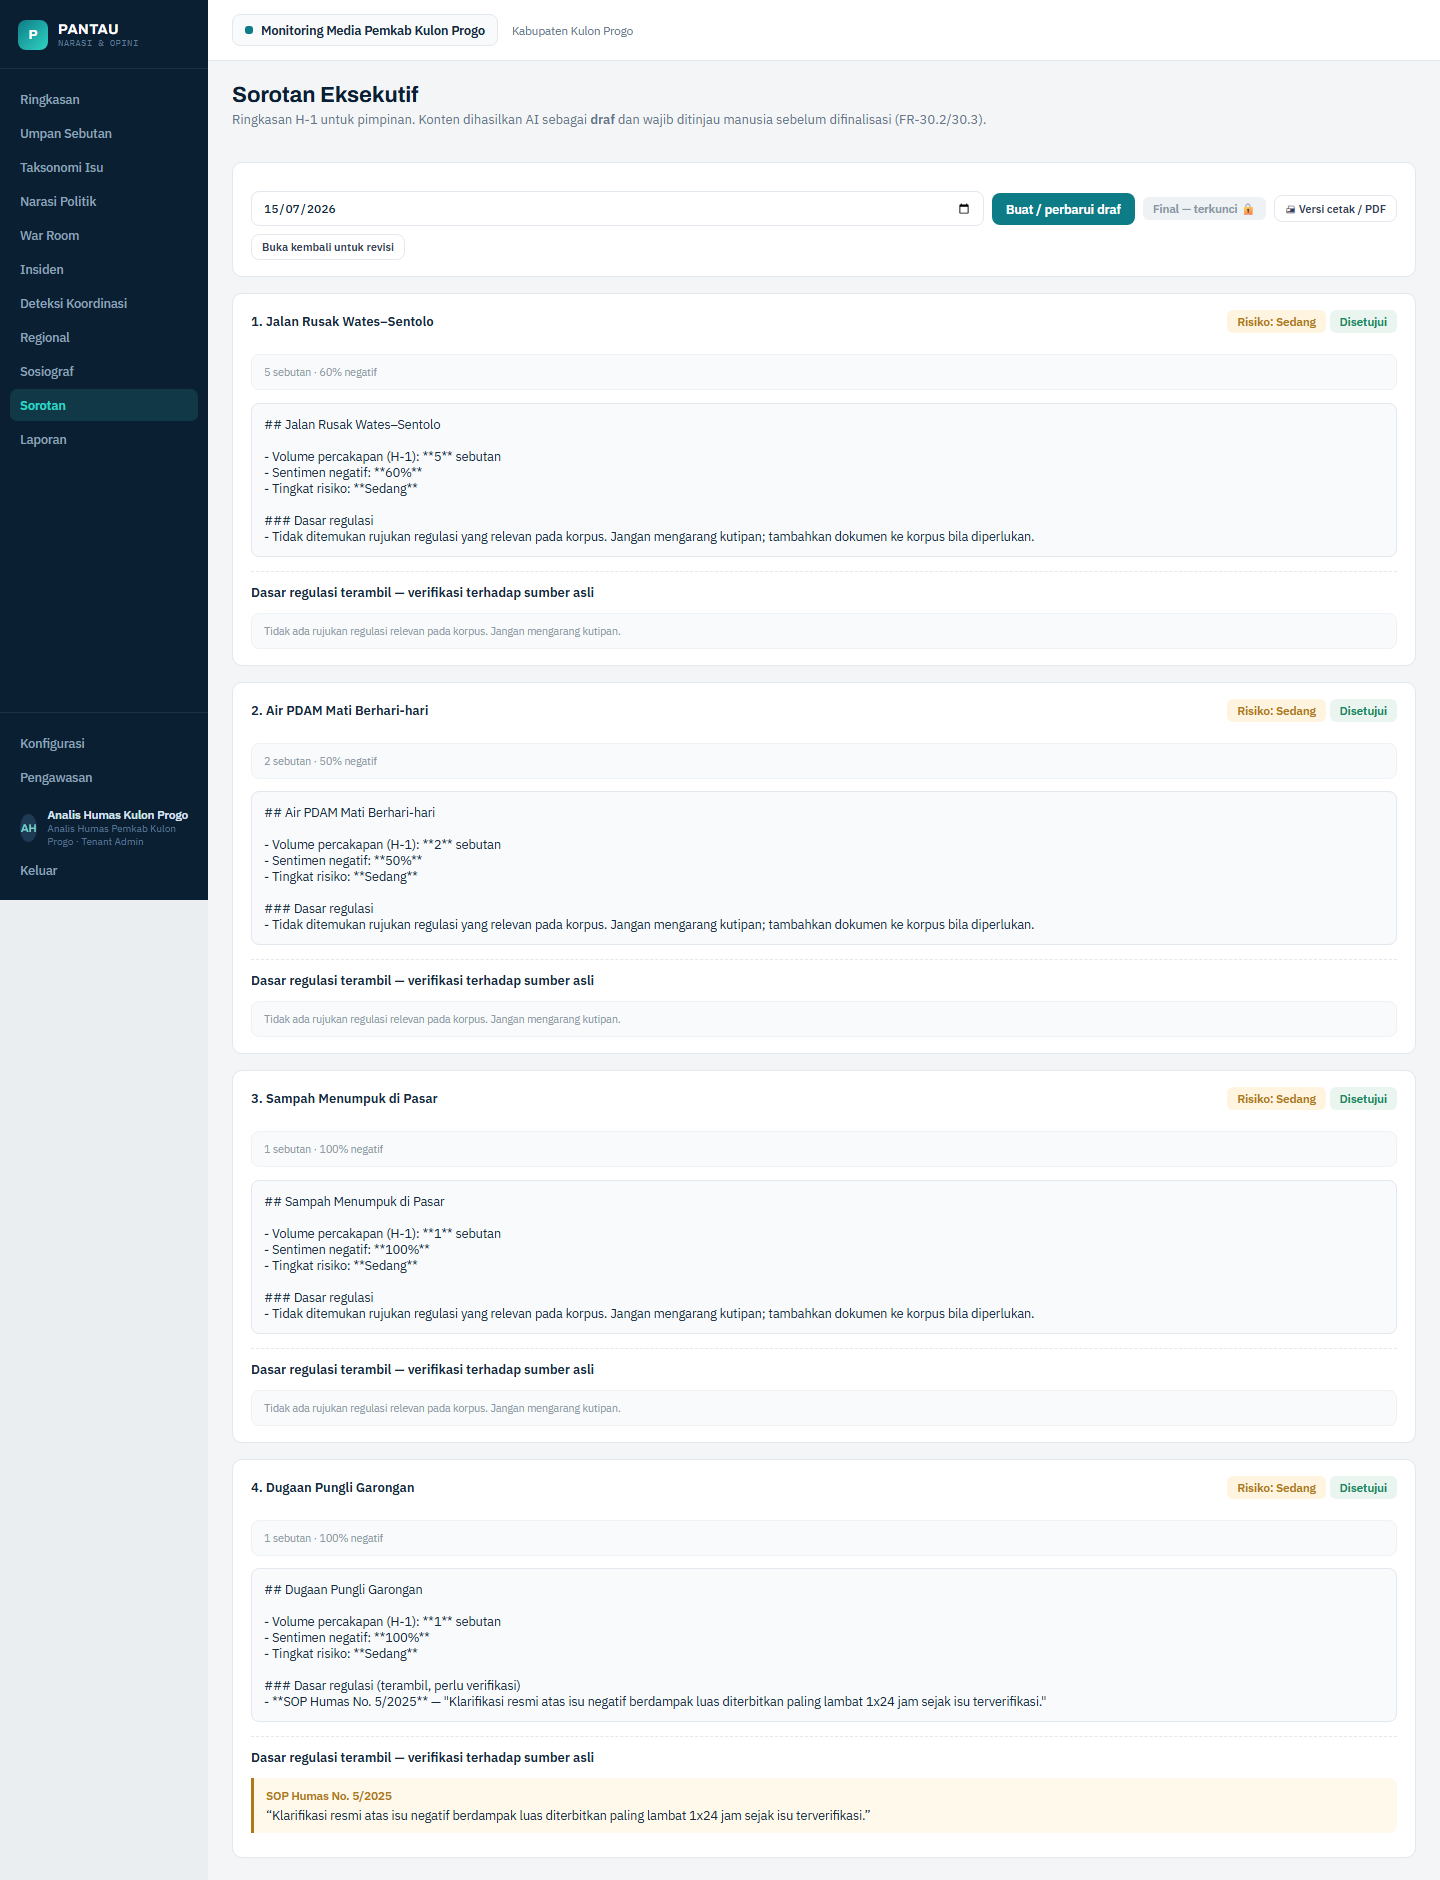 P
PANTAU
NARASI & OPINI
Ringkasan
Umpan Sebutan
Taksonomi Isu
Narasi Politik
War Room
Insiden
Deteksi Koordinasi
Regional
Sosiograf
Sorotan
Laporan
Konfigurasi
Pengawasan
AH
Analis Humas Kulon Progo
Analis Humas Pemkab Kulon
Progo · Tenant Admin
Keluar
Monitoring Media Pemkab Kulon Progo
Kabupaten Kulon Progo
Sorotan Eksekutif
Ringkasan H-1 untuk pimpinan. Konten dihasilkan AI sebagai draf dan wajib ditinjau manusia sebelum difinalisasi (FR-30.2/30.3).
15/07/2026
Buat / perbarui draf
Final — terkunci 🔒
🖨 Versi cetak / PDF
Buka kembali untuk revisi
1. Jalan Rusak Wates–Sentolo
Risiko: Sedang
Disetujui
5 sebutan · 60% negatif
## Jalan Rusak Wates–Sentolo
- Volume percakapan (H-1): **5** sebutan
- Sentimen negatif: **60%**
- Tingkat risiko: **Sedang**
### Dasar regulasi
- Tidak ditemukan rujukan regulasi yang relevan pada korpus. Jangan mengarang kutipan; tambahkan dokumen ke korpus bila diperlukan.
Dasar regulasi terambil — verifikasi terhadap sumber asli
Tidak ada rujukan regulasi relevan pada korpus. Jangan mengarang kutipan.
2. Air PDAM Mati Berhari-hari
Risiko: Sedang
Disetujui
2 sebutan · 50% negatif
## Air PDAM Mati Berhari-hari
- Volume percakapan (H-1): **2** sebutan
- Sentimen negatif: **50%**
- Tingkat risiko: **Sedang**
### Dasar regulasi
- Tidak ditemukan rujukan regulasi yang relevan pada korpus. Jangan mengarang kutipan; tambahkan dokumen ke korpus bila diperlukan.
Dasar regulasi terambil — verifikasi terhadap sumber asli
Tidak ada rujukan regulasi relevan pada korpus. Jangan mengarang kutipan.
3. Sampah Menumpuk di Pasar
Risiko: Sedang
Disetujui
1 sebutan · 100% negatif
## Sampah Menumpuk di Pasar
- Volume percakapan (H-1): **1** sebutan
- Sentimen negatif: **100%**
- Tingkat risiko: **Sedang**
### Dasar regulasi
- Tidak ditemukan rujukan regulasi yang relevan pada korpus. Jangan mengarang kutipan; tambahkan dokumen ke korpus bila diperlukan.
Dasar regulasi terambil — verifikasi terhadap sumber asli
Tidak ada rujukan regulasi relevan pada korpus. Jangan mengarang kutipan.
4. Dugaan Pungli Garongan
Risiko: Sedang
Disetujui
1 sebutan · 100% negatif
## Dugaan Pungli Garongan
- Volume percakapan (H-1): **1** sebutan
- Sentimen negatif: **100%**
- Tingkat risiko: **Sedang**
### Dasar regulasi (terambil, perlu verifikasi)
- **SOP Humas No. 5/2025** — "Klarifikasi resmi atas isu negatif berdampak luas diterbitkan paling lambat 1x24 jam sejak isu terverifikasi."
Dasar regulasi terambil — verifikasi terhadap sumber asli
SOP Humas No. 5/2025
“Klarifikasi resmi atas isu negatif berdampak luas diterbitkan paling lambat 1x24 jam sejak isu terverifikasi.”